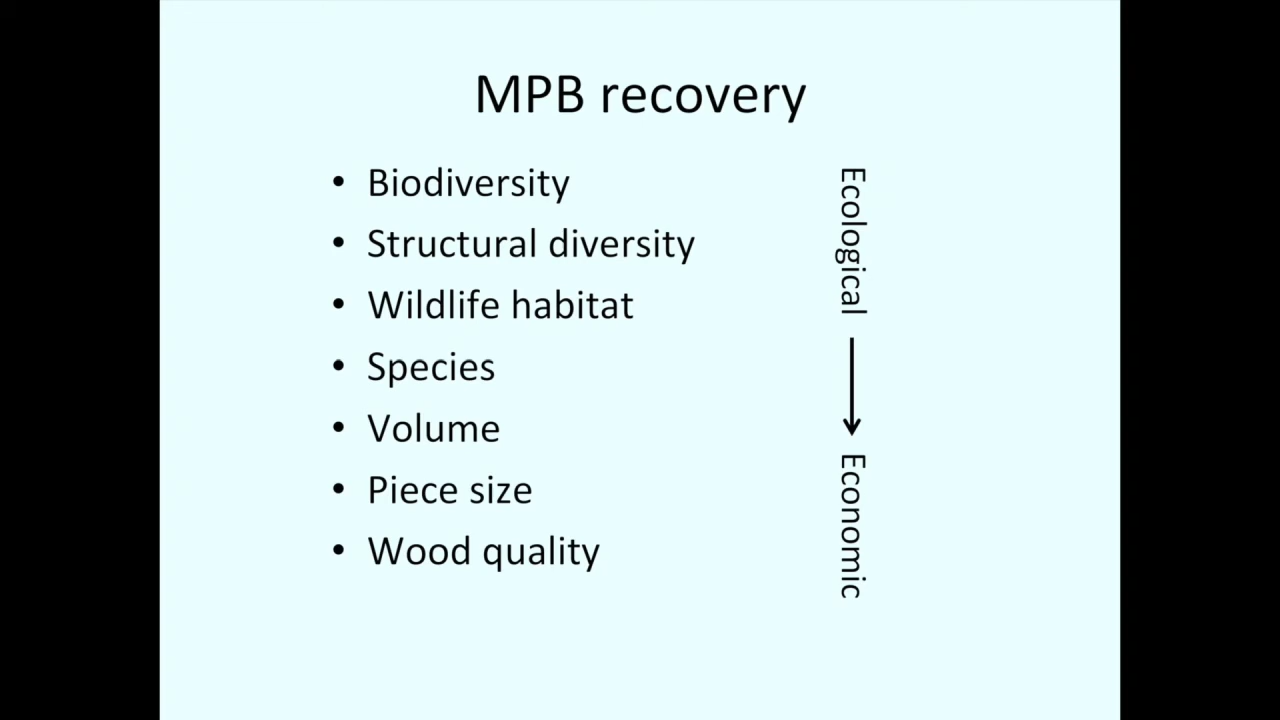 MPB recovery
• Biodiversity
• Structural diversity
• Wildlife habitat
• Species
• Volume
• Piece size
• Wood quality
Ecological
Economic